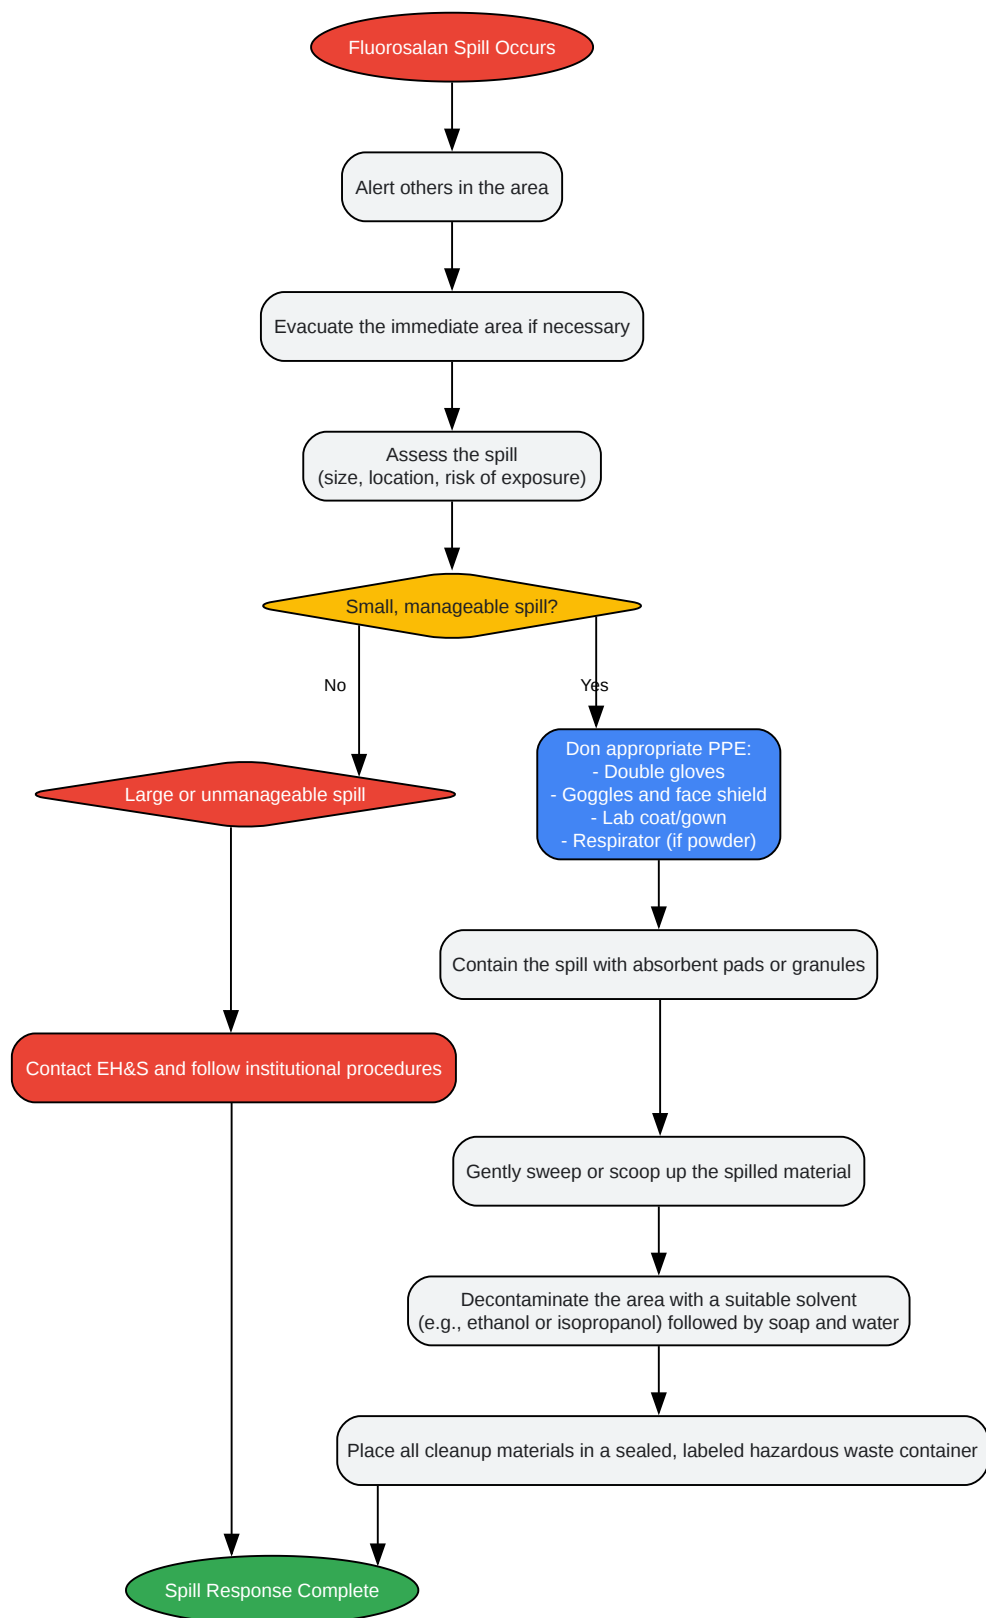 Fluorosalan Spill Occurs
Alert others in the area
Evacuate the immediate area if necessary
Assess the spill
(size, location, risk of exposure)
Small, manageable spill?
No
Yes
Don appropriate PPE:
- Double gloves
- Goggles and face shield
- Lab coat/gown
- Respirator (if powder)
Large or unmanageable spill
Contain the spill with absorbent pads or granules
Contact EH&S and follow institutional procedures
Gently sweep or scoop up the spilled material
Decontaminate the area with a suitable solvent
(e.g., ethanol or isopropanol) followed by soap and water
Place all cleanup materials in a sealed, labeled hazardous waste container
Spill Response Complete